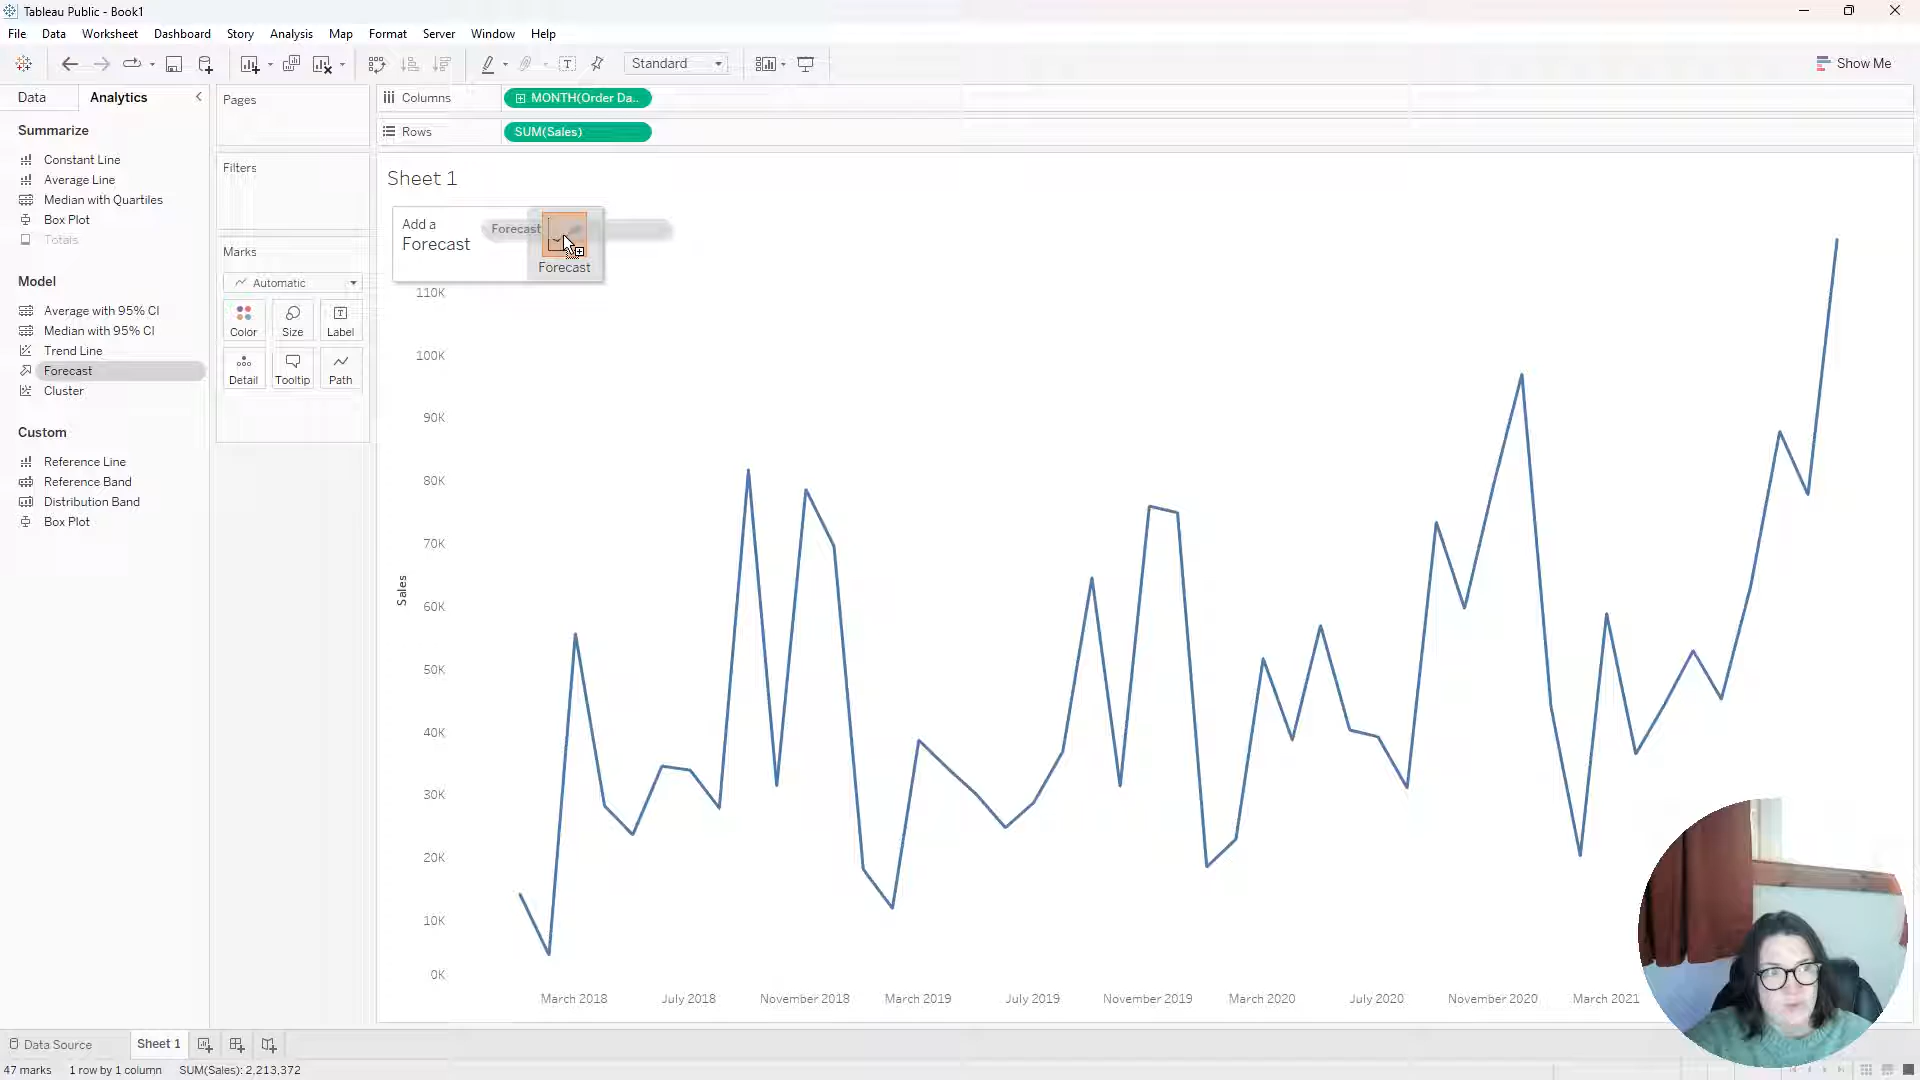 Tableau Public - Book1
File Data Worksheet Dashboard Story Analysis Map Format Server Window Help
Standard
Show Me
Data Analytics
Pages
Columns MONTH(Order Da..
Rows SUM(Sales)
Summarize
Constant Line
Average Line
Median with Quartiles
Box Plot
Totals
Model
Average with 95% CI
Median with 95% CI
Trend Line
Forecast
Cluster
Custom
Reference Line
Reference Band
Distribution Band
Box Plot
Filters
Marks
Automatic
Color Size Label
Detail Tooltip Path
Sheet 1
Add a
Forecast
Forecast
Forecast
110K
100K
90K
80K
70K
60K
50K
40K
30K
20K
10K
0K
Sales
March 2018 July 2018 November 2018 March 2019 July 2019 November 2019 March 2020 July 2020 November 2020 March 2021
Data Source Sheet 1
47 marks 1 row by 1 column SUM(Sales): 2,213,372